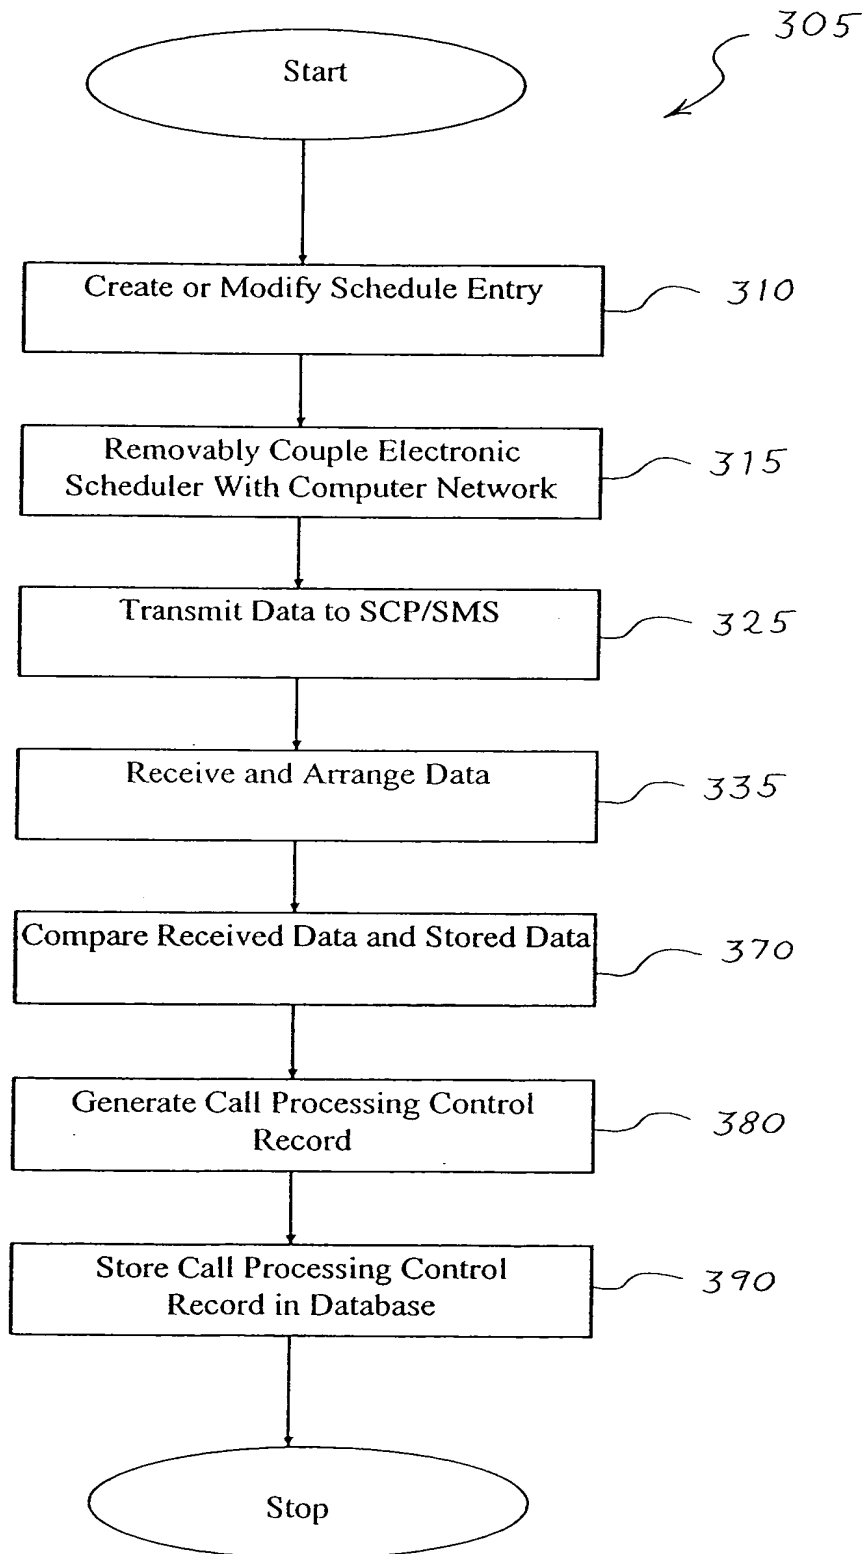 305
Start
Create or Modify Schedule Entry
310
Removably Couple Electronic
Scheduler With Computer Network
315
Transmit Data to SCP/SMS
325
Receive and Arrange Data
335
Compare Received Data and Stored Data
370
Generate Call Processing Control
Record
380
Store Call Processing Control
Record in Database
390
Stop